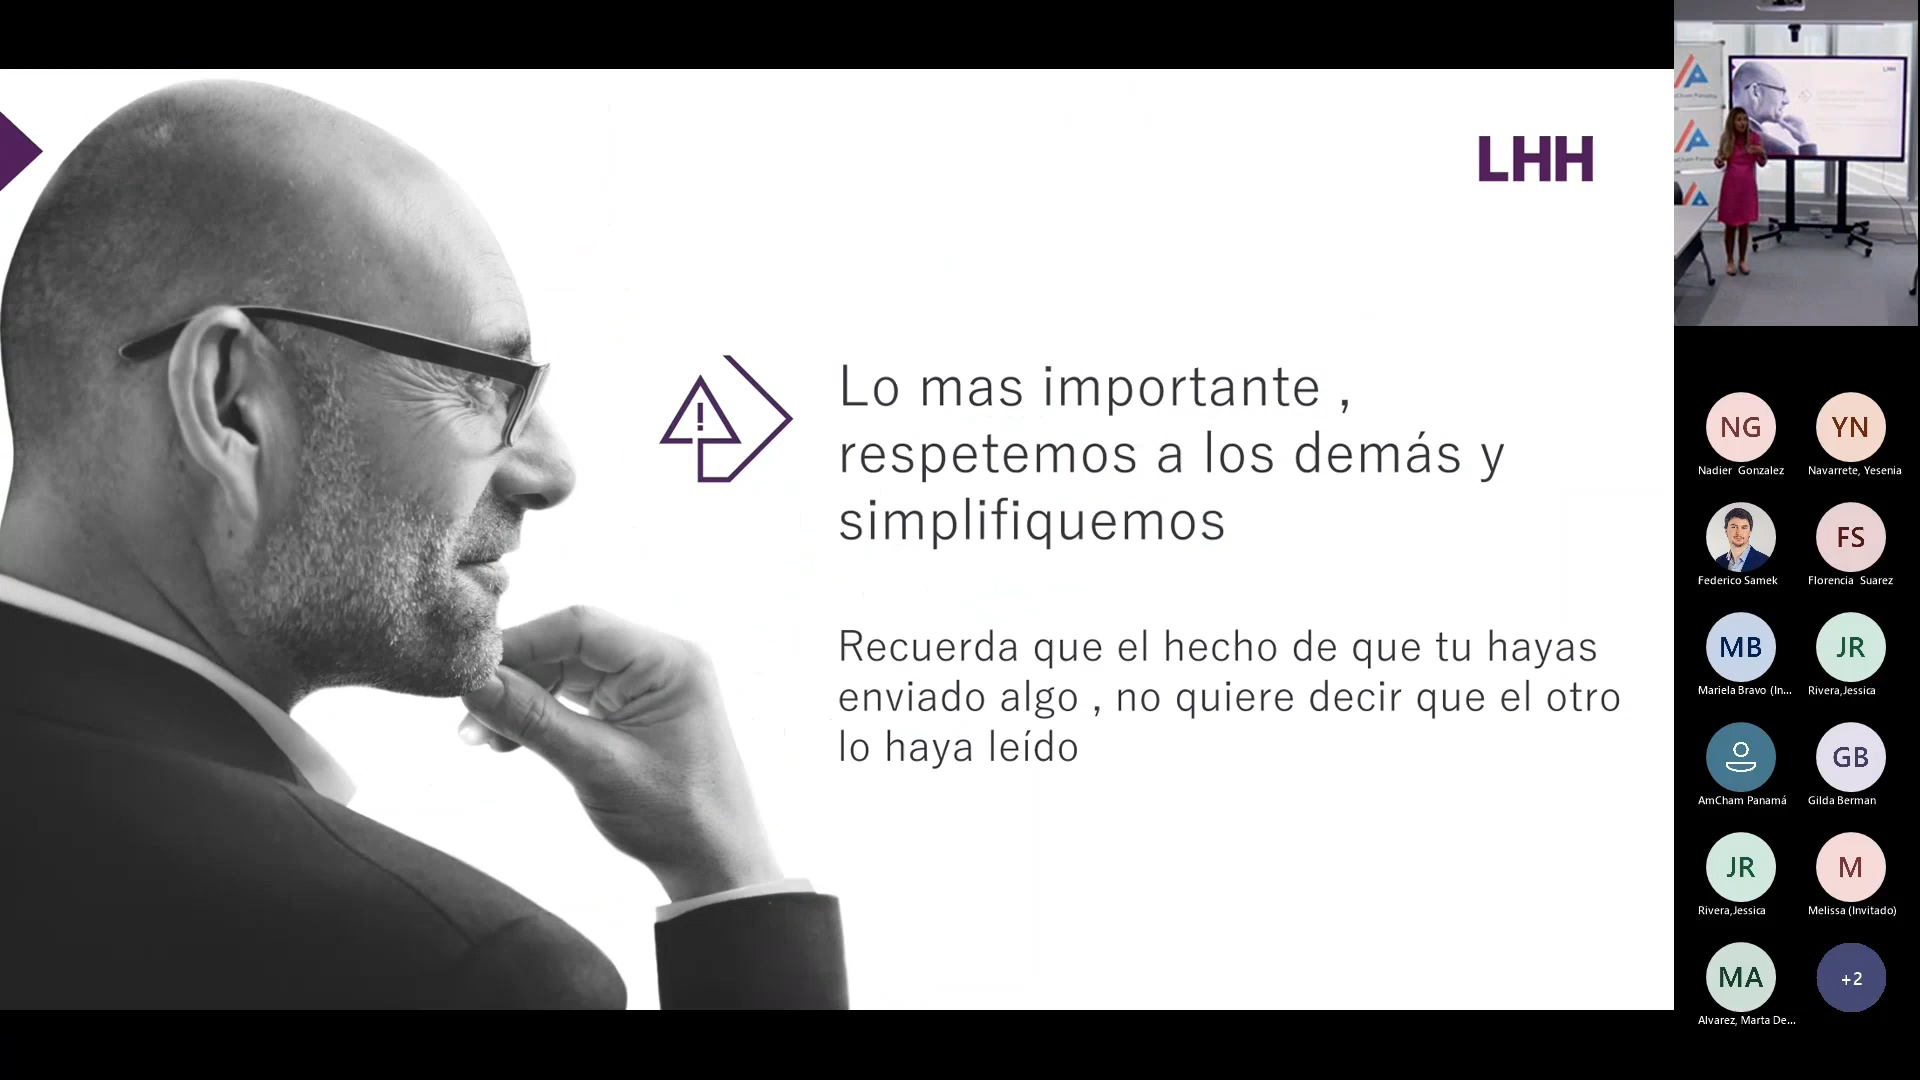 LHH
Lo mas importante ,
respetemos a los demás y
simplifiquemos
Recuerda que el hecho de que tu hayas
enviado algo , no quiere decir que el otro
lo haya leído
NG
Nadier Gonzalez
YN
Navarrete, Yesenia
Federico Samek
FS
Florencia Suarez
MB
Mariela Bravo (In...
JR
Rivera,Jessica
AmCham Panamá
GB
Gilda Berman
JR
Rivera,Jessica
M
Melissa (Invitado)
MA
Alvarez, Marta De...
+2